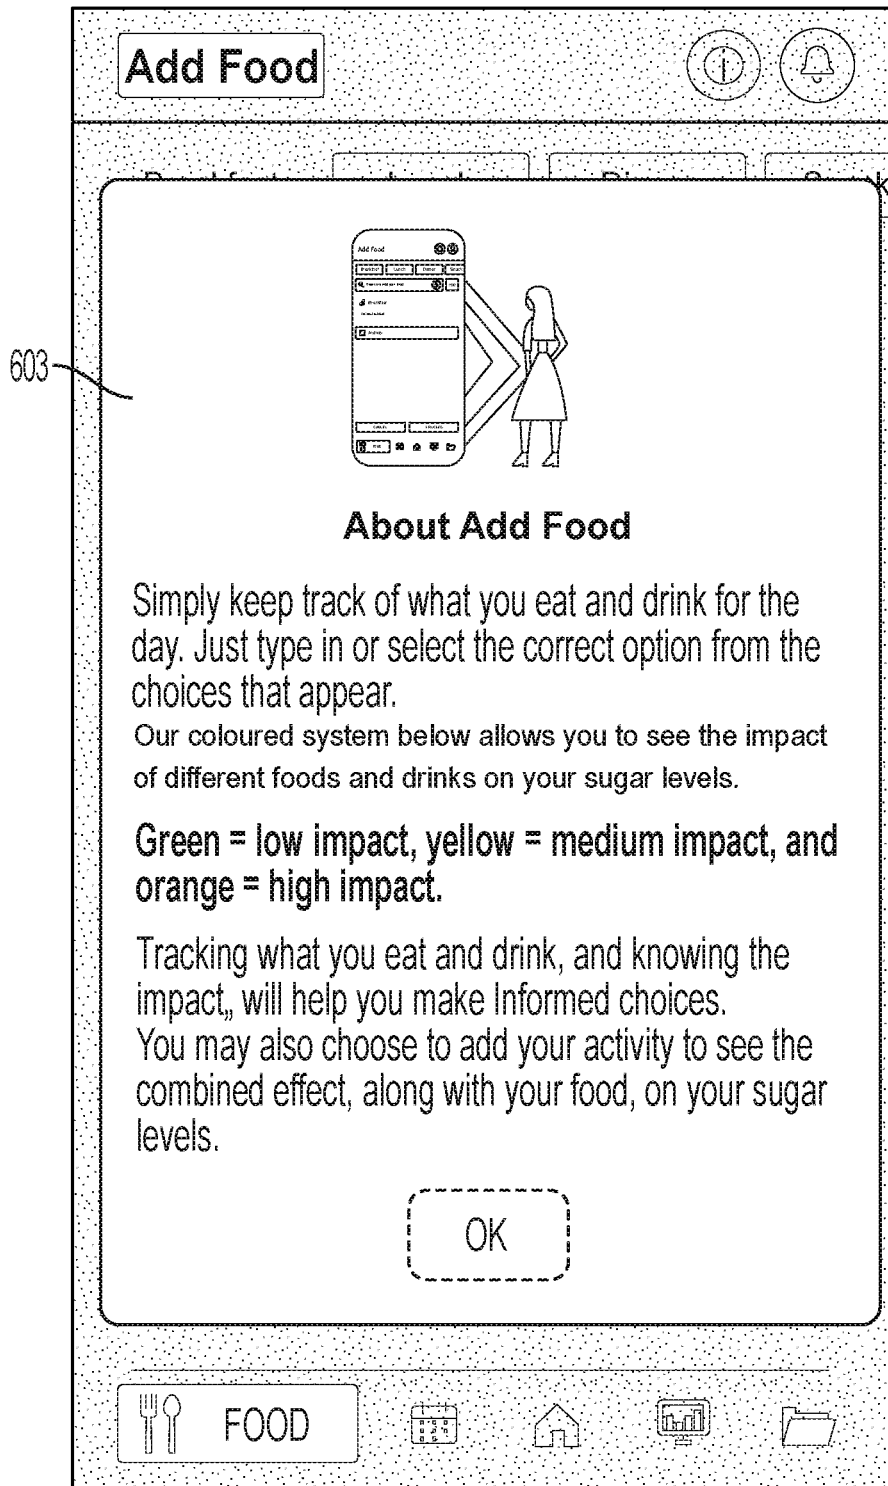 Add Food
603
Add Food
Lunch
About Add Food
Simply keep track of what you eat and drink for the
day. Just type in or select the correct option from the
choices that appear.
Our coloured system below allows you to see the impact
of different foods and drinks on your sugar levels.
Green = low impact, yellow = medium impact, and
orange = high impact.
Tracking what you eat and drink, and knowing the
impact,, will help you make Informed choices.
You may also choose to add your activity to see the
combined effect, along with your food, on your sugar
levels.
OK
FOOD